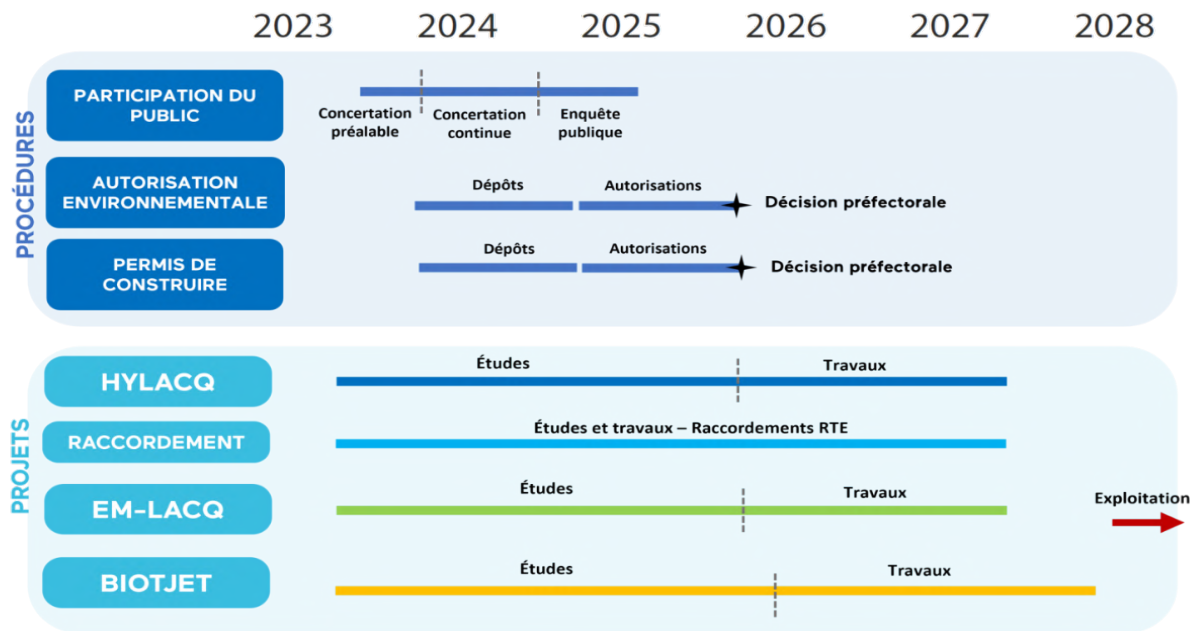 2023 2024 2025 2026 2027 2028
PROCÉDURES
PARTICIPATION DU
PUBLIC
Concertation
préalable
Concertation
continue
Enquête
publique
AUTORISATION
ENVIRONNEMENTALE
Dépôts
Autorisations
Décision préfectorale
PERMIS DE
CONSTRUIRE
Dépôts
Autorisations
Décision préfectorale
PROJETS
HYLACQ
Études
Travaux
RACCORDEMENT
Études et travaux – Raccordements RTE
EM-LACQ
Études
Travaux
Exploitation
BIOTJET
Études
Travaux